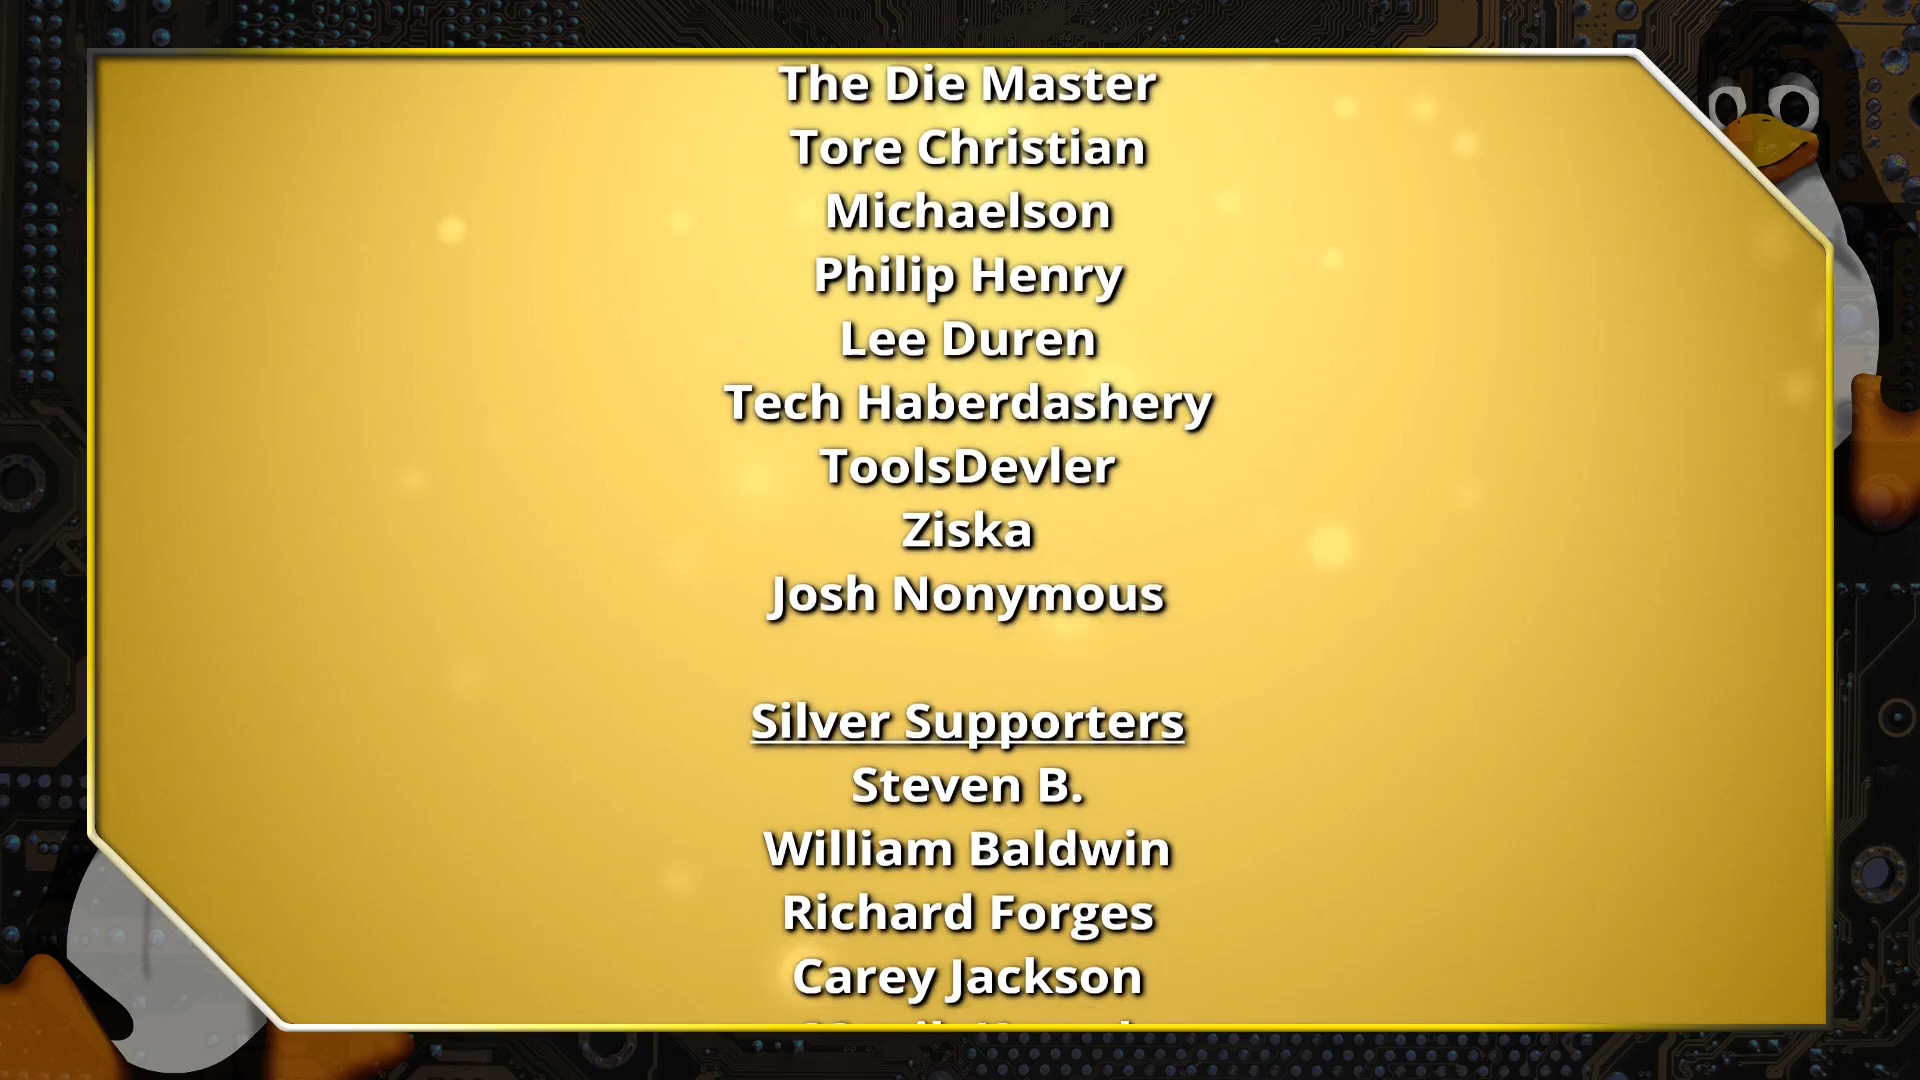 The Die Master
Tore Christian
Michaelson
Philip Henry
Lee Duren
Tech Haberdashery
ToolsDevler
Ziska
Josh Nonymous
Silver Supporters
Steven B.
William Baldwin
Richard Forges
Carey Jackson